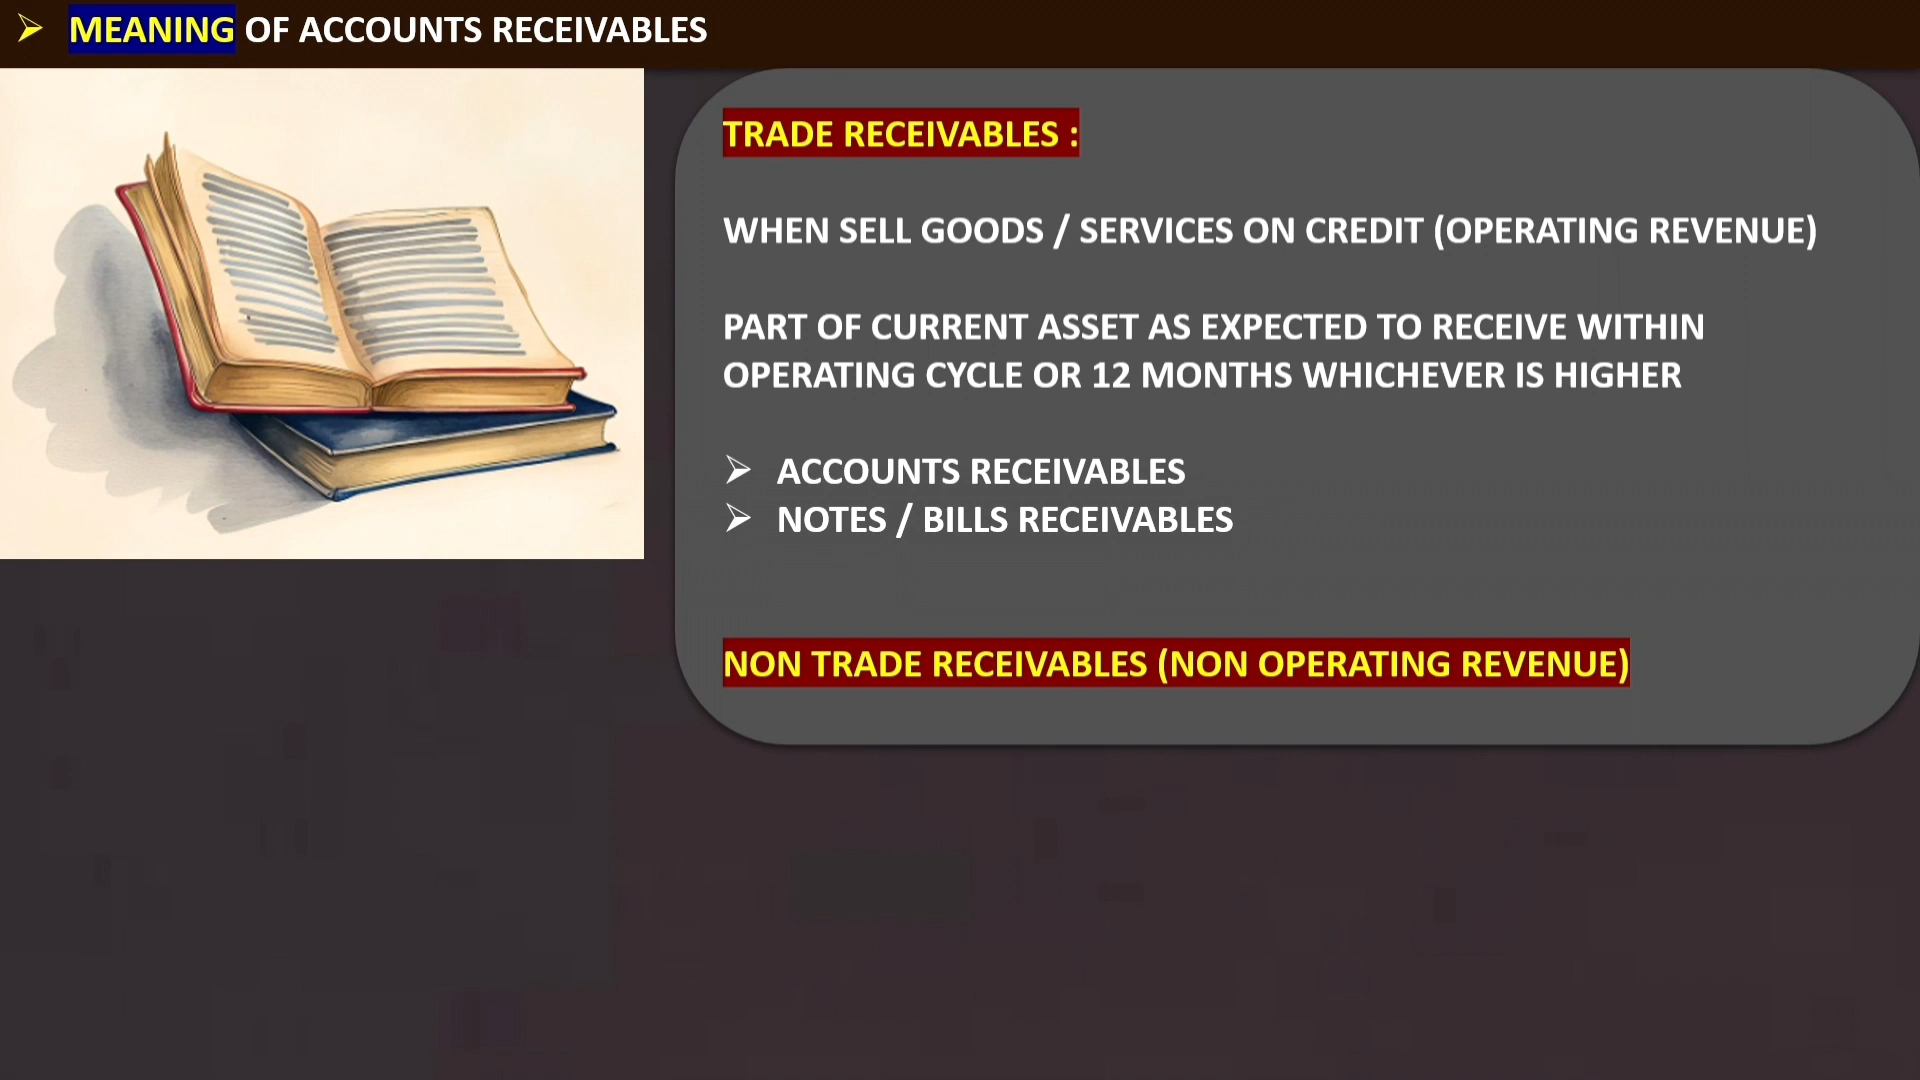 MEANING OF ACCOUNTS RECEIVABLES
TRADE RECEIVABLES :
WHEN SELL GOODS / SERVICES ON CREDIT (OPERATING REVENUE)
PART OF CURRENT ASSET AS EXPECTED TO RECEIVE WITHIN
OPERATING CYCLE OR 12 MONTHS WHICHEVER IS HIGHER
ACCOUNTS RECEIVABLES
NOTES / BILLS RECEIVABLES
NON TRADE RECEIVABLES (NON OPERATING REVENUE)